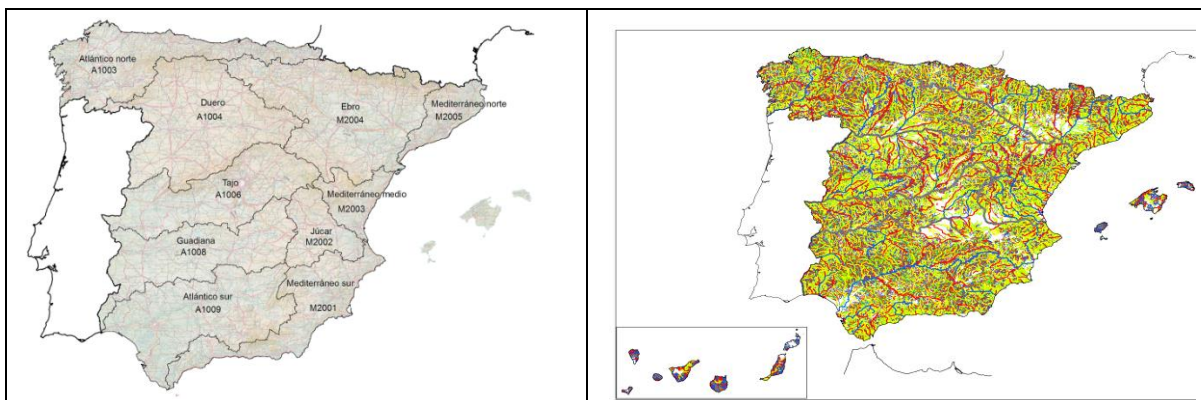 Atlántico norte
A1003
Duero
A1004
Ebro
M2004
Mediterráneo norte
M2005
Tajo
A1006
Mediterráneo medio
M2003
Guadiana
A1008
Júcar
M2002
Atlántico sur
A1009
Mediterráneo sur
M2001